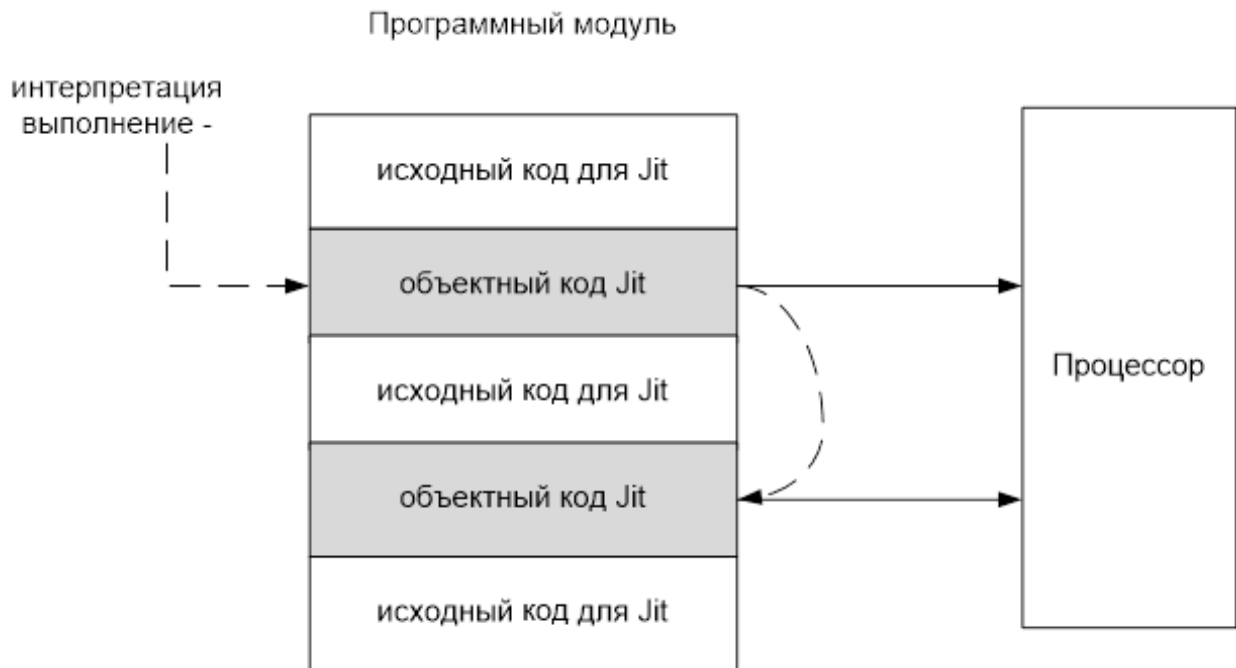 Программный модуль
интерпретация
выполнение -
исходный код для Jit
объектный код Jit
исходный код для Jit
Процессор
объектный код Jit
исходный код для Jit